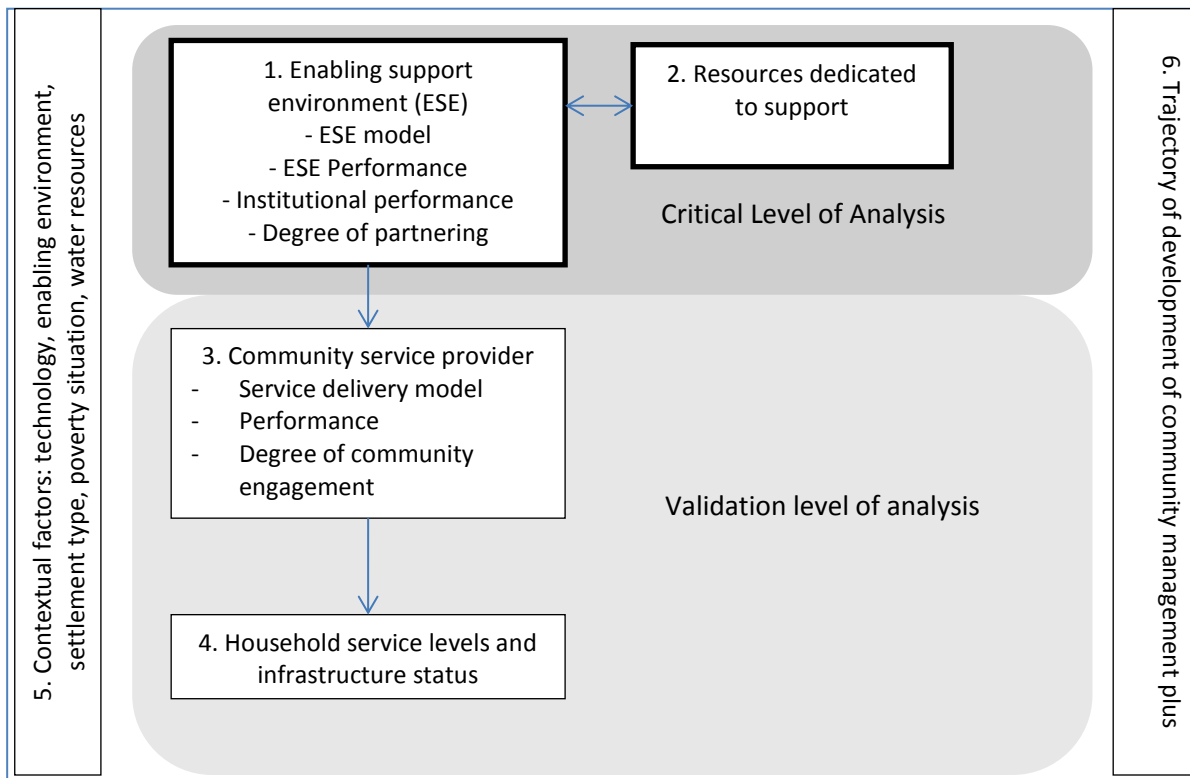 5. Contextual factors: technology, enabling environment,
settlement type, poverty situation, water resources
1. Enabling support
environment (ESE)
- ESE model
- ESE Performance
- Institutional performance
- Degree of partnering
2. Resources dedicated
to support
Critical Level of Analysis
3. Community service provider
- Service delivery model
- Performance
- Degree of community
engagement
Validation level of analysis
4. Household service levels and
infrastructure status
6. Trajectory of development of community management plus